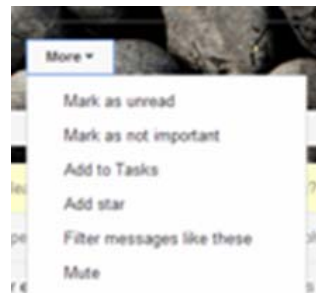 More
Mark as unread
Mark as not important
Add to Tasks
Add star
Filter messages like these
Mute